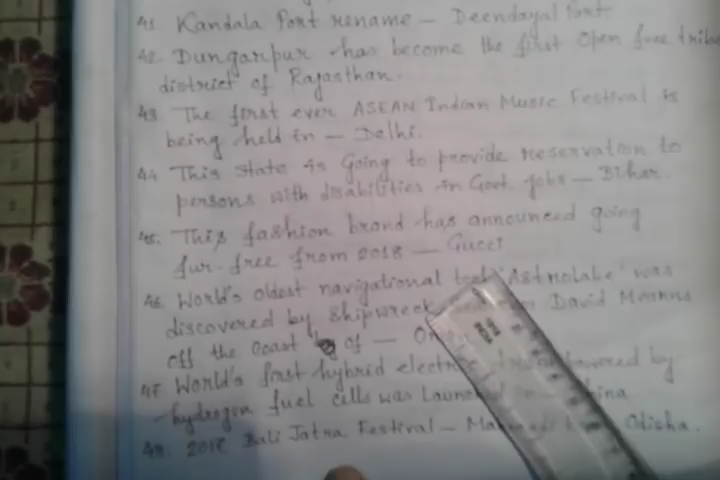 41. Kandala Port rename – Deendayal Port.
42. Dungarpur has become the first Open free tribe
district of Rajasthan.
43. The first ever ASEAN Indian Music Festival is
being held in – Delhi.
44. This state is Going to provide reservation to
persons with disabilities in Govt. jobs – Bihar.
45. This fashion brand has announced going
fur-free from 2018 – Gucci
46. World's oldest navigational tool 'Astrolabe' was
discovered by Shipwreck David Mearns
off the Coast of –
47. World's first hybrid electric powered by
hydrogen fuel cells was
48. Bali Jatra Festival – Odisha.